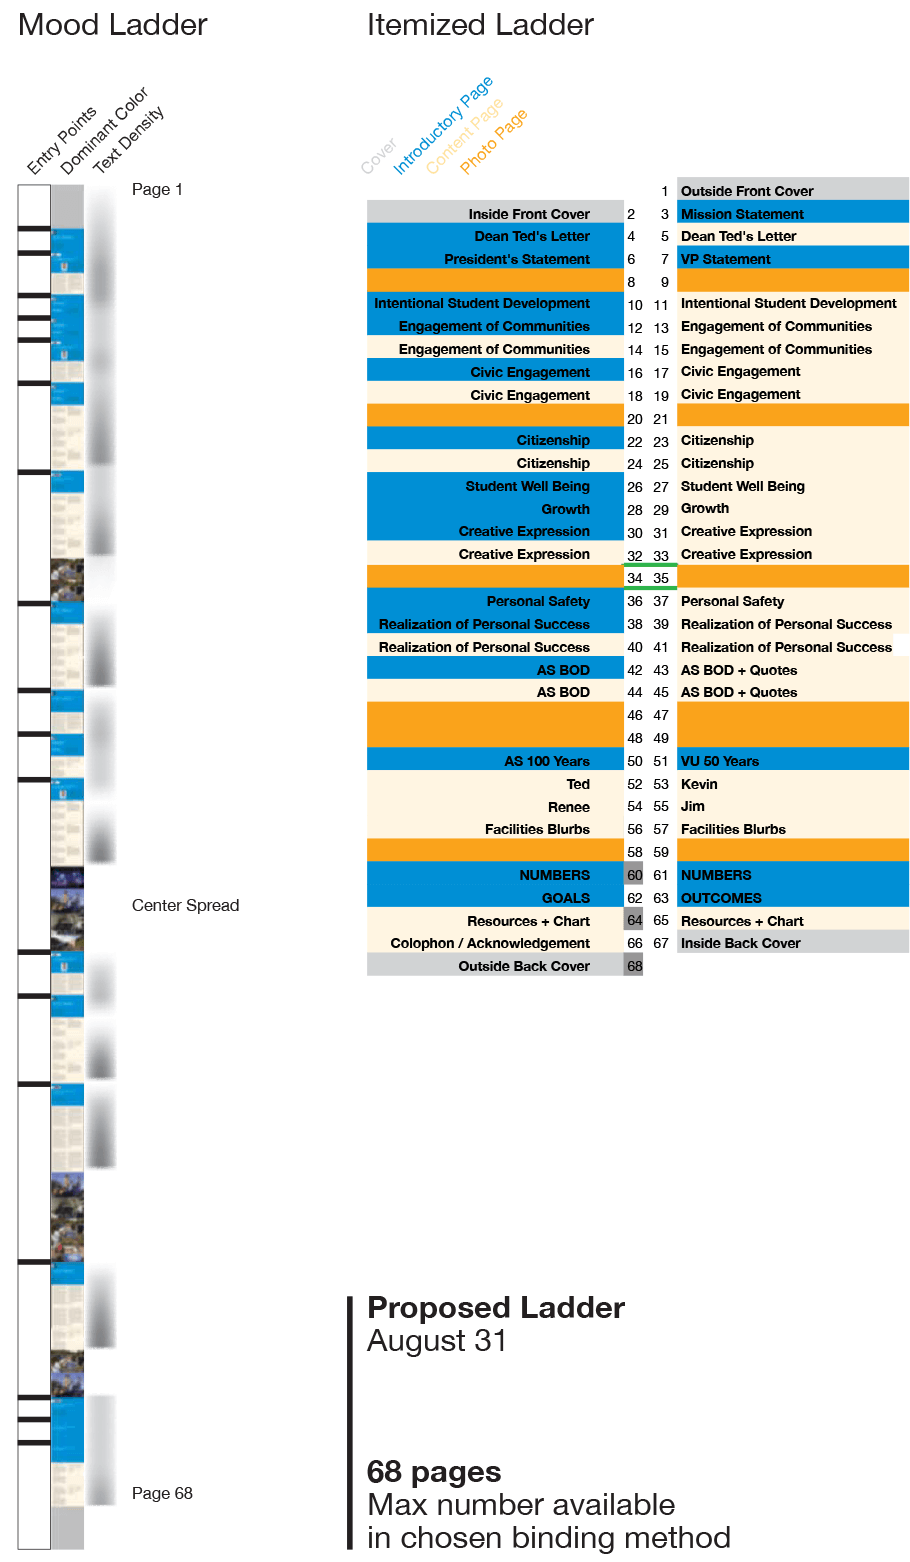 Mood Ladder
Itemized Ladder
Entry Points
Dominant Color
Text Density
Cover
Introductory Page
Content Page
Photo Page
Page 1
Center Spread
Page 68
1 Outside Front Cover
Inside Front Cover 2 3 Mission Statement
Dean Ted's Letter 4 5 Dean Ted's Letter
President's Statement 6 7 VP Statement
8 9
Intentional Student Development 10 11 Intentional Student Development
Engagement of Communities 12 13 Engagement of Communities
Engagement of Communities 14 15 Engagement of Communities
Civic Engagement 16 17 Civic Engagement
Civic Engagement 18 19 Civic Engagement
20 21
Citizenship 22 23 Citizenship
Citizenship 24 25 Citizenship
Student Well Being 26 27 Student Well Being
Growth 28 29 Growth
Creative Expression 30 31 Creative Expression
Creative Expression 32 33 Creative Expression
34 35
Personal Safety 36 37 Personal Safety
Realization of Personal Success 38 39 Realization of Personal Success
Realization of Personal Success 40 41 Realization of Personal Success
AS BOD 42 43 AS BOD + Quotes
AS BOD 44 45 AS BOD + Quotes
46 47
48 49
AS 100 Years 50 51 VU 50 Years
Ted 52 53 Kevin
Renee 54 55 Jim
Facilities Blurbs 56 57 Facilities Blurbs
58 59
NUMBERS 60 61 NUMBERS
GOALS 62 63 OUTCOMES
Resources + Chart 64 65 Resources + Chart
Colophon / Acknowledgement 66 67 Inside Back Cover
Outside Back Cover 68
Proposed Ladder
August 31
68 pages
Max number available
in chosen binding method